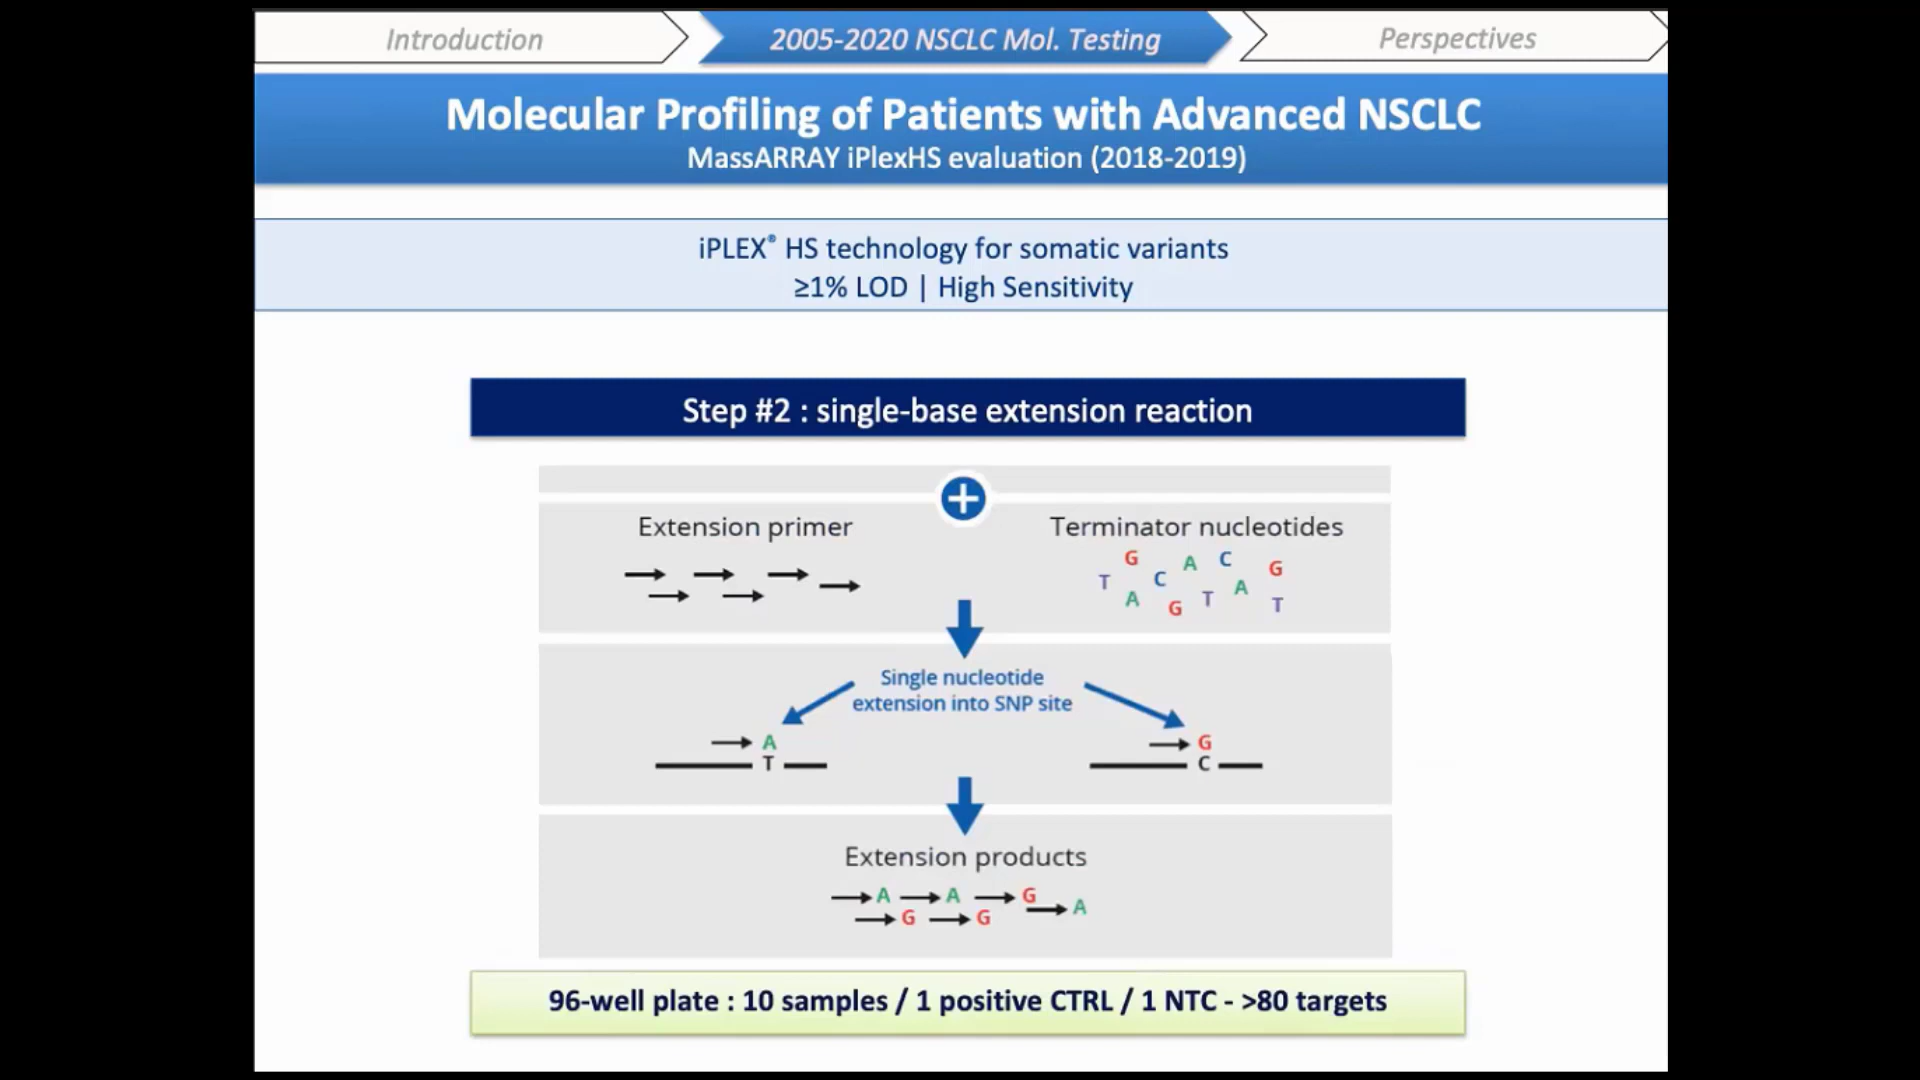 Introduction
2005-2020 NSCLC Mol. Testing
Perspectives
Molecular Profiling of Patients with Advanced NSCLC
MassARRAY iPlexHS evaluation (2018-2019)
iPLEX® HS technology for somatic variants
≥1% LOD | High Sensitivity
Step #2 : single-base extension reaction
Extension primer
Terminator nucleotides
G A C G
T C A
A G T T
Single nucleotide
extension into SNP site
A G
T C
Extension products
A A G A
G G
96-well plate : 10 samples / 1 positive CTRL / 1 NTC - >80 targets